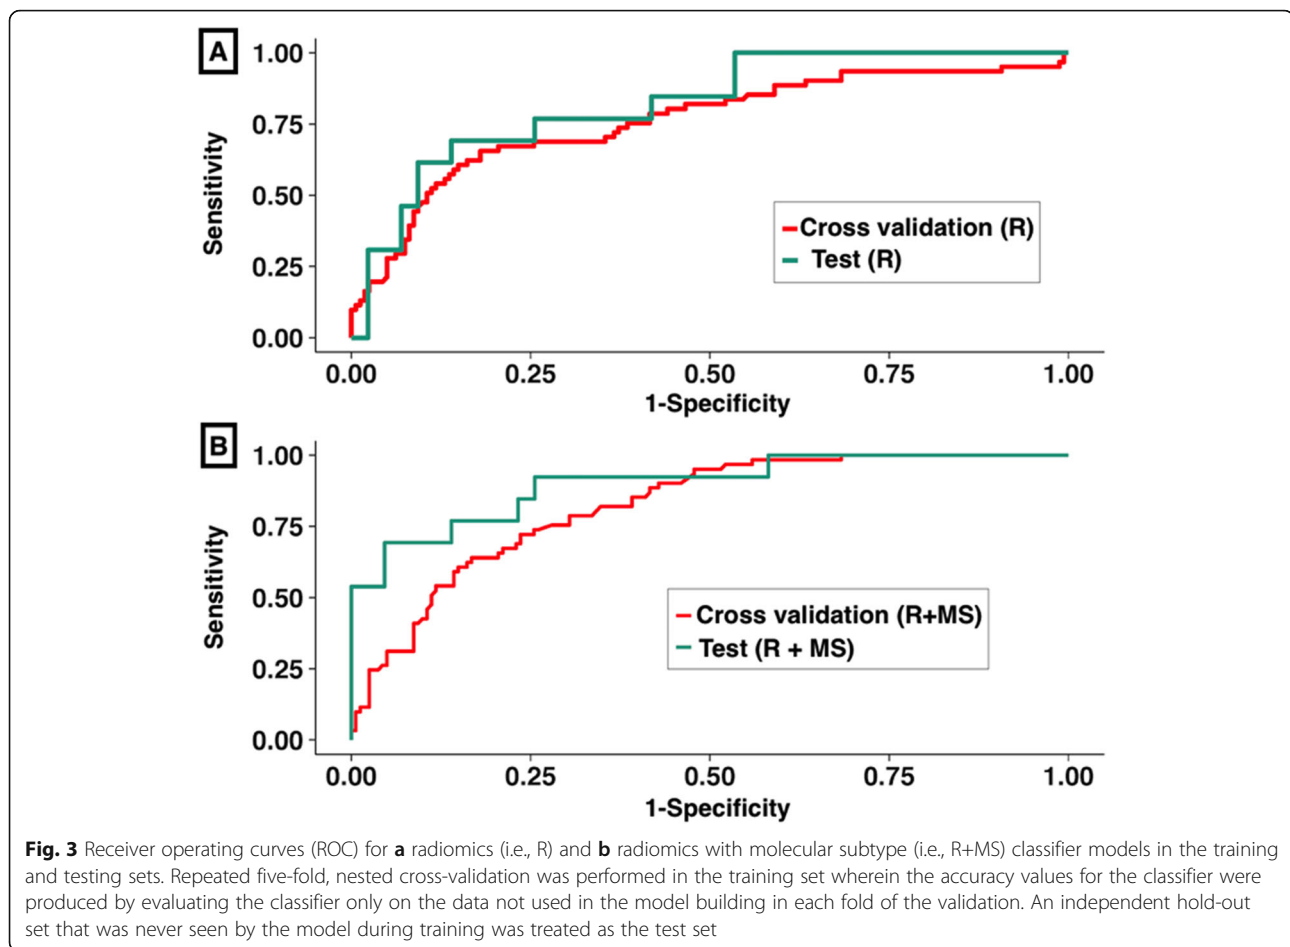 A
1.00
0.75
0.50
0.25
0.00
Sensitivity
Cross validation (R)
Test (R)
0.00 0.25 0.50 0.75 1.00
1-Specificity
B
1.00
0.75
0.50
0.25
0.00
Sensitivity
Cross validation (R+MS)
Test (R + MS)
0.00 0.25 0.50 0.75 1.00
1-Specificity
Fig. 3 Receiver operating curves (ROC) for a radiomics (i.e., R) and b radiomics with molecular subtype (i.e., R+MS) classifier models in the training
and testing sets. Repeated five-fold, nested cross-validation was performed in the training set wherein the accuracy values for the classifier were
produced by evaluating the classifier only on the data not used in the model building in each fold of the validation. An independent hold-out
set that was never seen by the model during training was treated as the test set